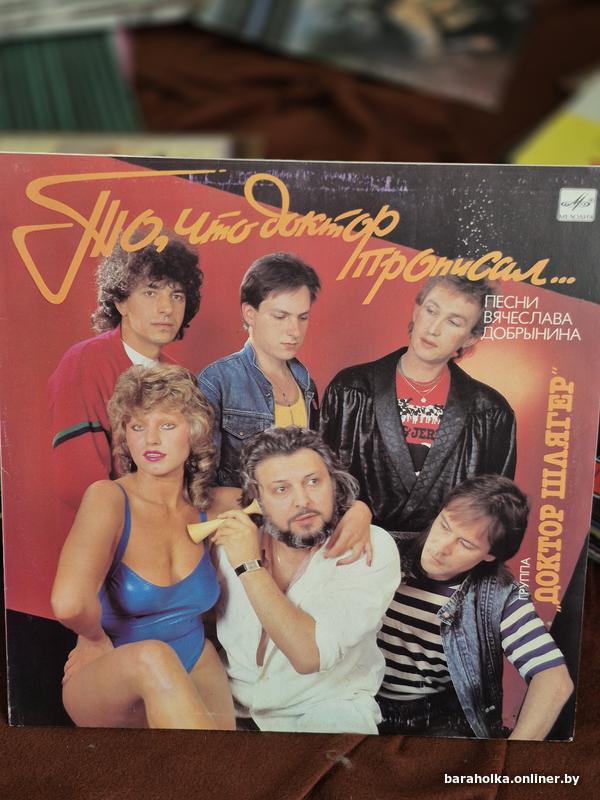 То, что доктор
прописал...
МЕЛОДИЯ
ПЕСНИ
ВЯЧЕСЛАВА
ДОБРЫНИНА
ГРУППА
„ДОКТОР ШЛЯГЕР"
baraholka.onliner.by